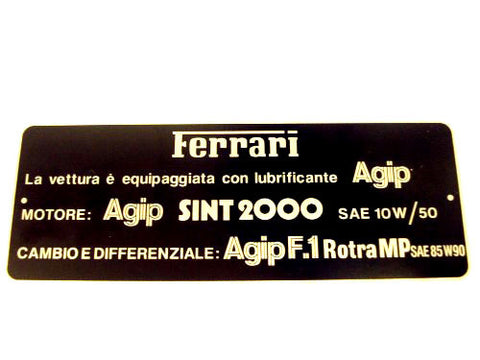 Ferrari
La vettura è equipaggiata con lubrificante Agip
MOTORE: Agip SINT 2000 SAE 10W/50
CAMBIO E DIFFERENZIALE: Agip F.1 Rotra MP SAE 85 W90